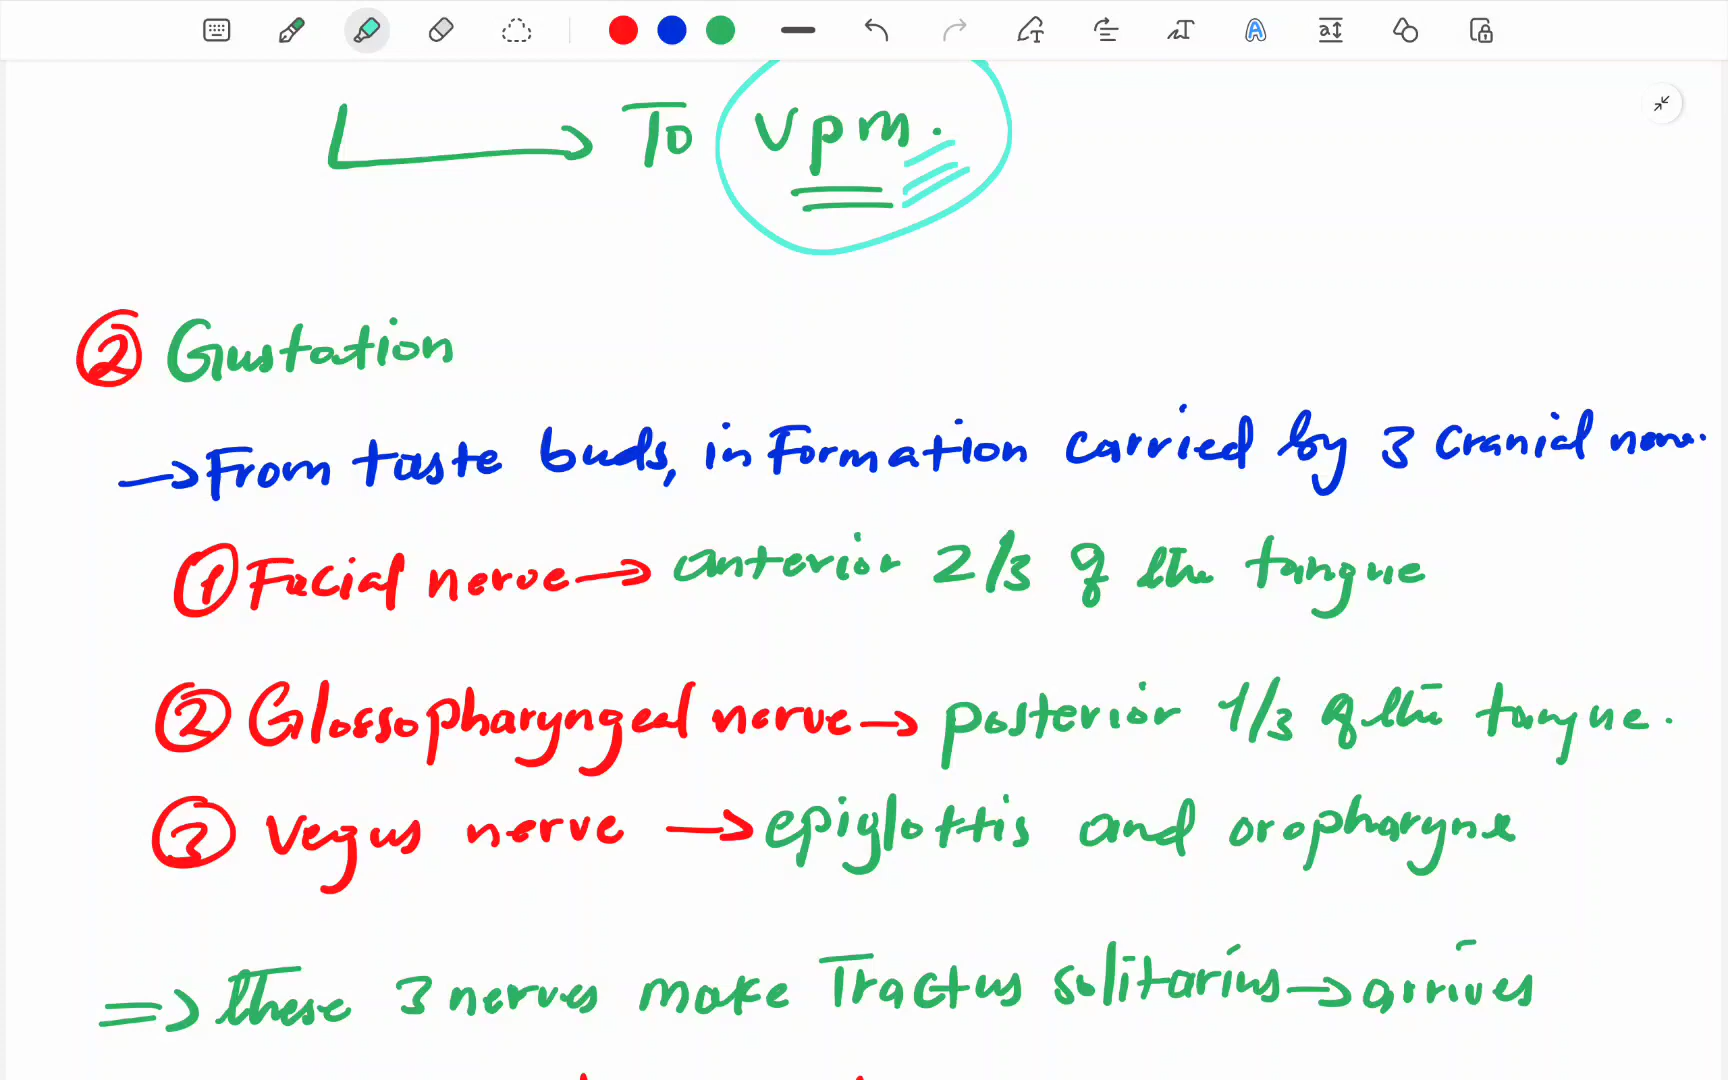 To vpm.
② Gustation
→ From taste buds, information carried by 3 cranial
① Facial nerve → anterior 2/3 of the tongue
② Glossopharyngeal nerve → posterior 1/3 of the tongue.
③ Vegus nerve → epiglottis and oropharynx
⇒ these 3 nerves make Tractus solitarius → arrives